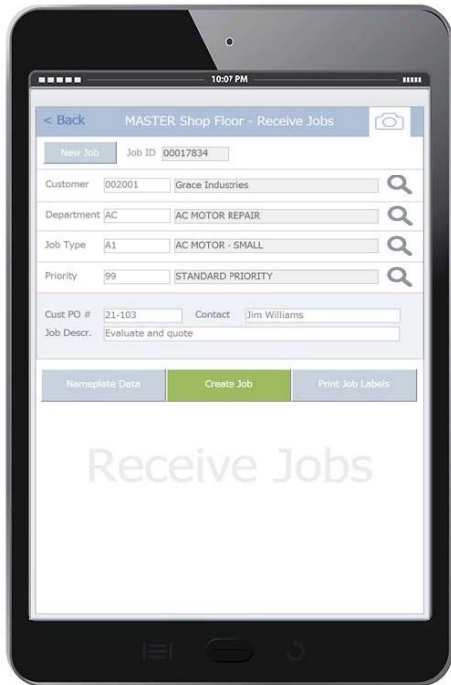 10:07 PM
< Back MASTER Shop Floor - Receive Jobs
New Job Job ID 00017834
Customer 002001 Grace Industries
Department AC AC MOTOR REPAIR
Job Type A1 AC MOTOR - SMALL
Priority 99 STANDARD PRIORITY
Cust PO # 21-103 Contact Jim Williams
Job Descr. Evaluate and quote
Nameplate Data Create Job Print Job Labels
Receive Jobs